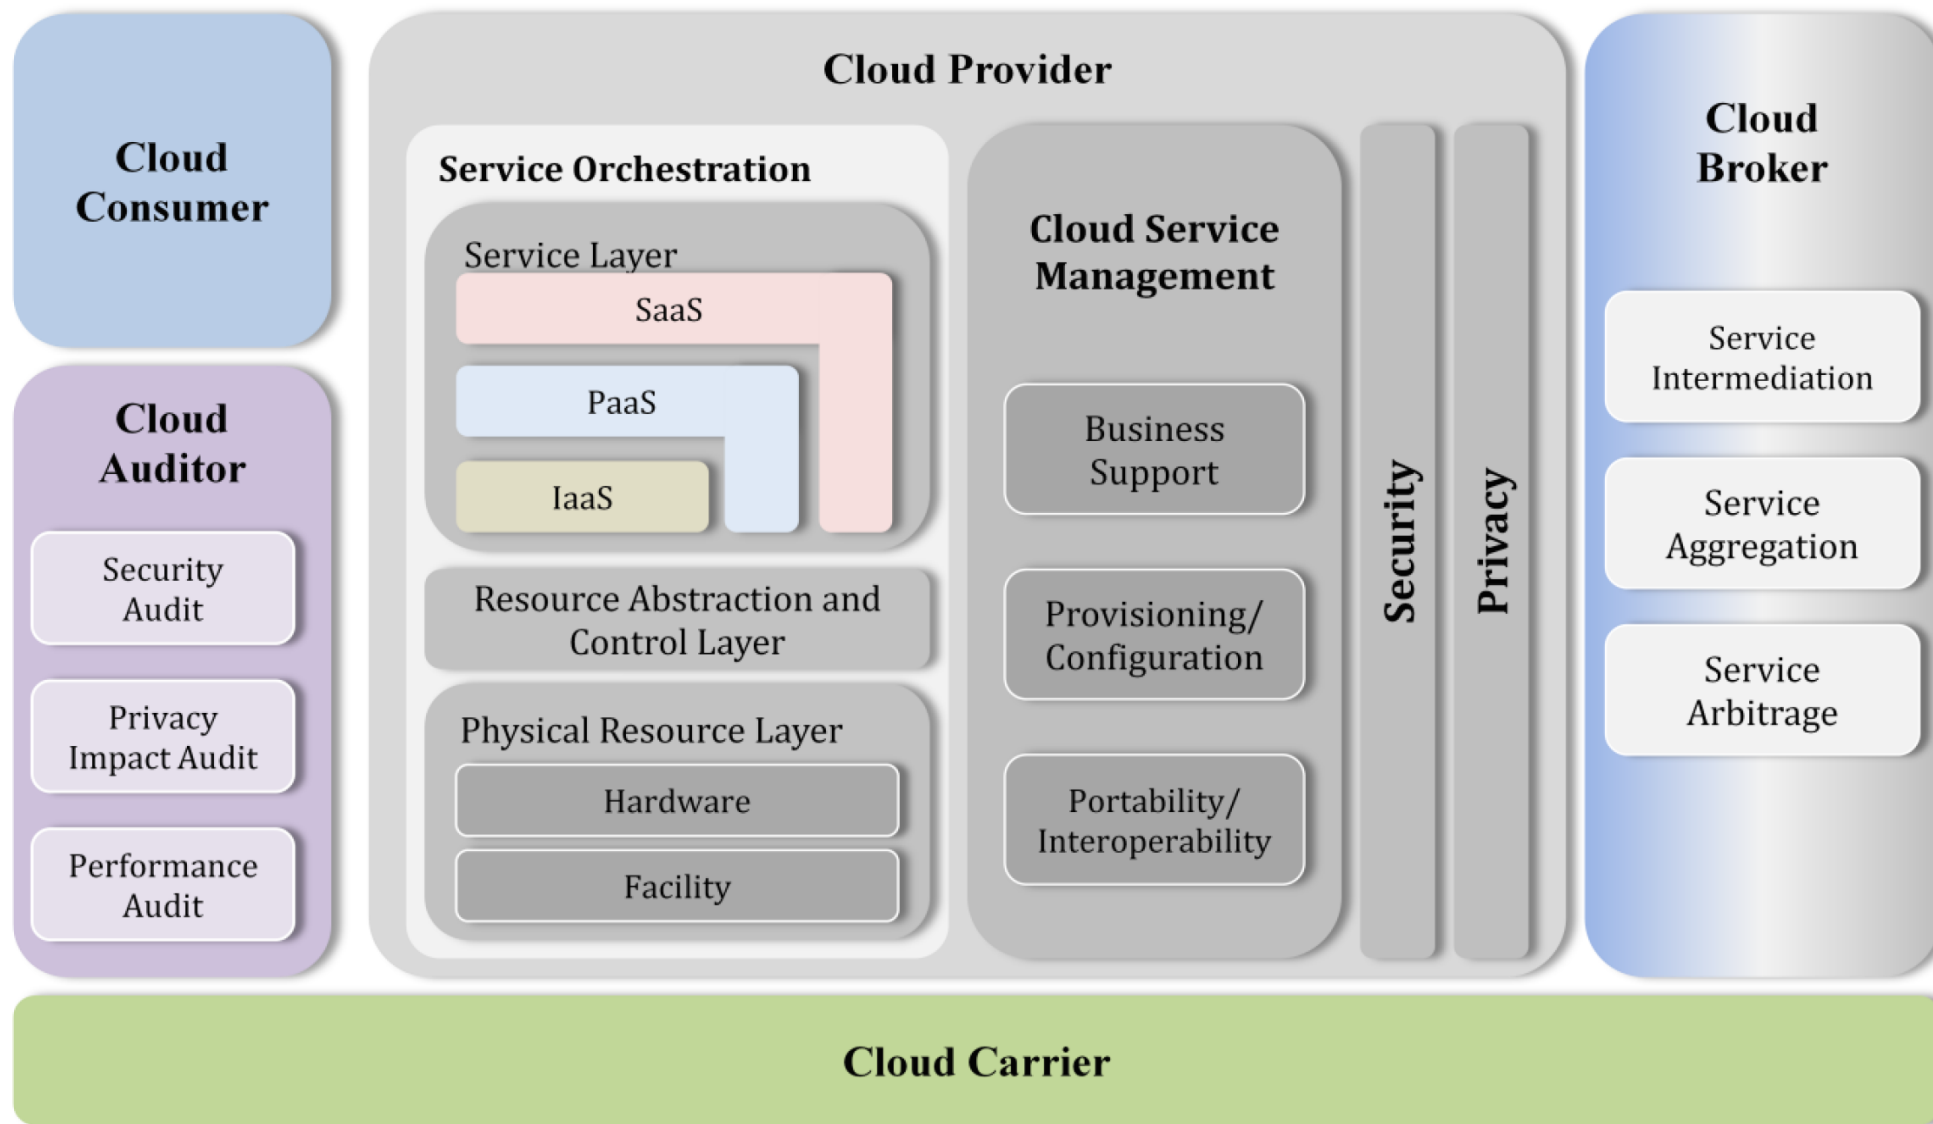 Cloud
Consumer
Cloud
Auditor
Security
Audit
Privacy
Impact Audit
Performance
Audit
Cloud Provider
Service Orchestration
Service Layer
SaaS
PaaS
IaaS
Resource Abstraction and
Control Layer
Physical Resource Layer
Hardware
Facility
Cloud Service
Management
Business
Support
Provisioning/
Configuration
Portability/
Interoperability
Security
Privacy
Cloud
Broker
Service
Intermediation
Service
Aggregation
Service
Arbitrage
Cloud Carrier